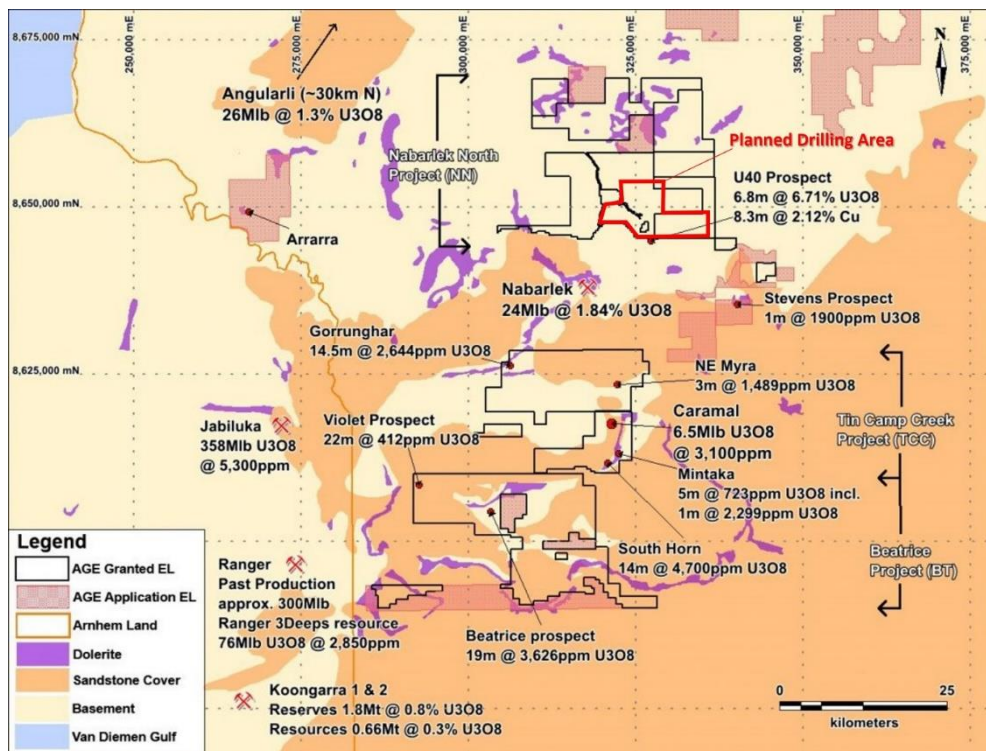 8,675,000 mN
250,000 mE
275,000 mE
300,000 mE
325,000 mE
350,000 mE
375,000 mE
N
Angularli (~30km N)
26Mlb @ 1.3% U3O8
Nabarlek North
Project (NN)
Planned Drilling Area
U40 Prospect
6.8m @ 6.71% U3O8
8.3m @ 2.12% Cu
8,650,000 mN
Ararra
Nabarlek
24Mlb @ 1.84% U3O8
Stevens Prospect
1m @ 1900ppm U3O8
Gorrunghar
14.5m @ 2,644ppm U3O8
8,625,000 mN
NE Myra
3m @ 1,489ppm U3O8
Jabiluka
358Mlb U3O8
@ 5,300ppm
Violet Prospect
22m @ 412ppm U3O8
Caramal
6.5Mlb U3O8
@ 3,100ppm
Tin Camp Creek
Project (TCC)
Mintaka
5m @ 723ppm U3O8 incl.
1m @ 2,299ppm U3O8
South Horn
14m @ 4,700ppm U3O8
Beatrice
Project (BT)
Ranger
Past Production
approx. 300Mlb
Ranger 3Deeps resource
76Mlb U3O8 @ 2,850ppm
Beatrice prospect
19m @ 3,626ppm U3O8
Koongarra 1 & 2
Reserves 1.8Mt @ 0.8% U3O8
Resources 0.66Mt @ 0.3% U3O8
Legend
AGE Granted EL
AGE Application EL
Arnhem Land
Dolerite
Sandstone Cover
Basement
Van Diemen Gulf
0
25
kilometers